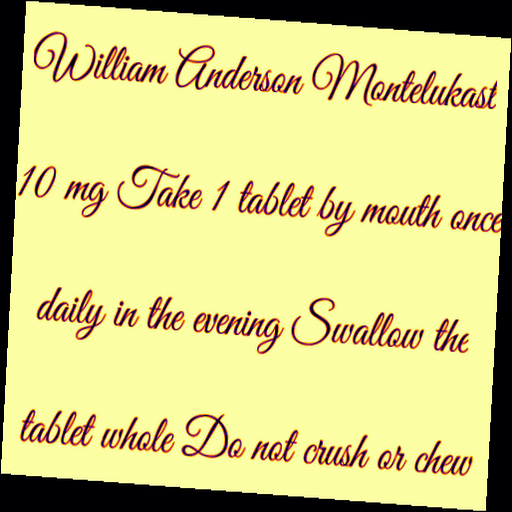 William Anderson Montelukast
10 mg Take 1 tablet by mouth once
daily in the evening Swallow the
tablet whole Do not crush or chew